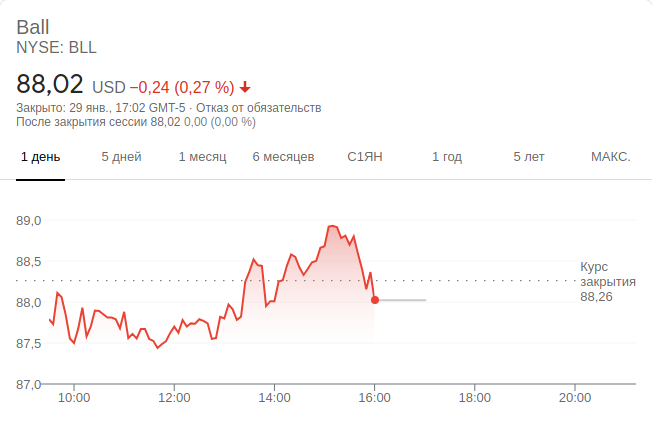 Ball
NYSE: BLL
88,02 USD −0,24 (0,27 %)
Закрыто: 29 янв., 17:02 GMT-5 · Отказ от обязательств
После закрытия сессии 88,02 0,00 (0,00 %)
1 день 5 дней 1 месяц 6 месяцев С1ЯН 1 год 5 лет МАКС.
89,0
88,5
Курс
закрытия
88,26
88,0
87,5
87,0
10:00 12:00 14:00 16:00 18:00 20:00